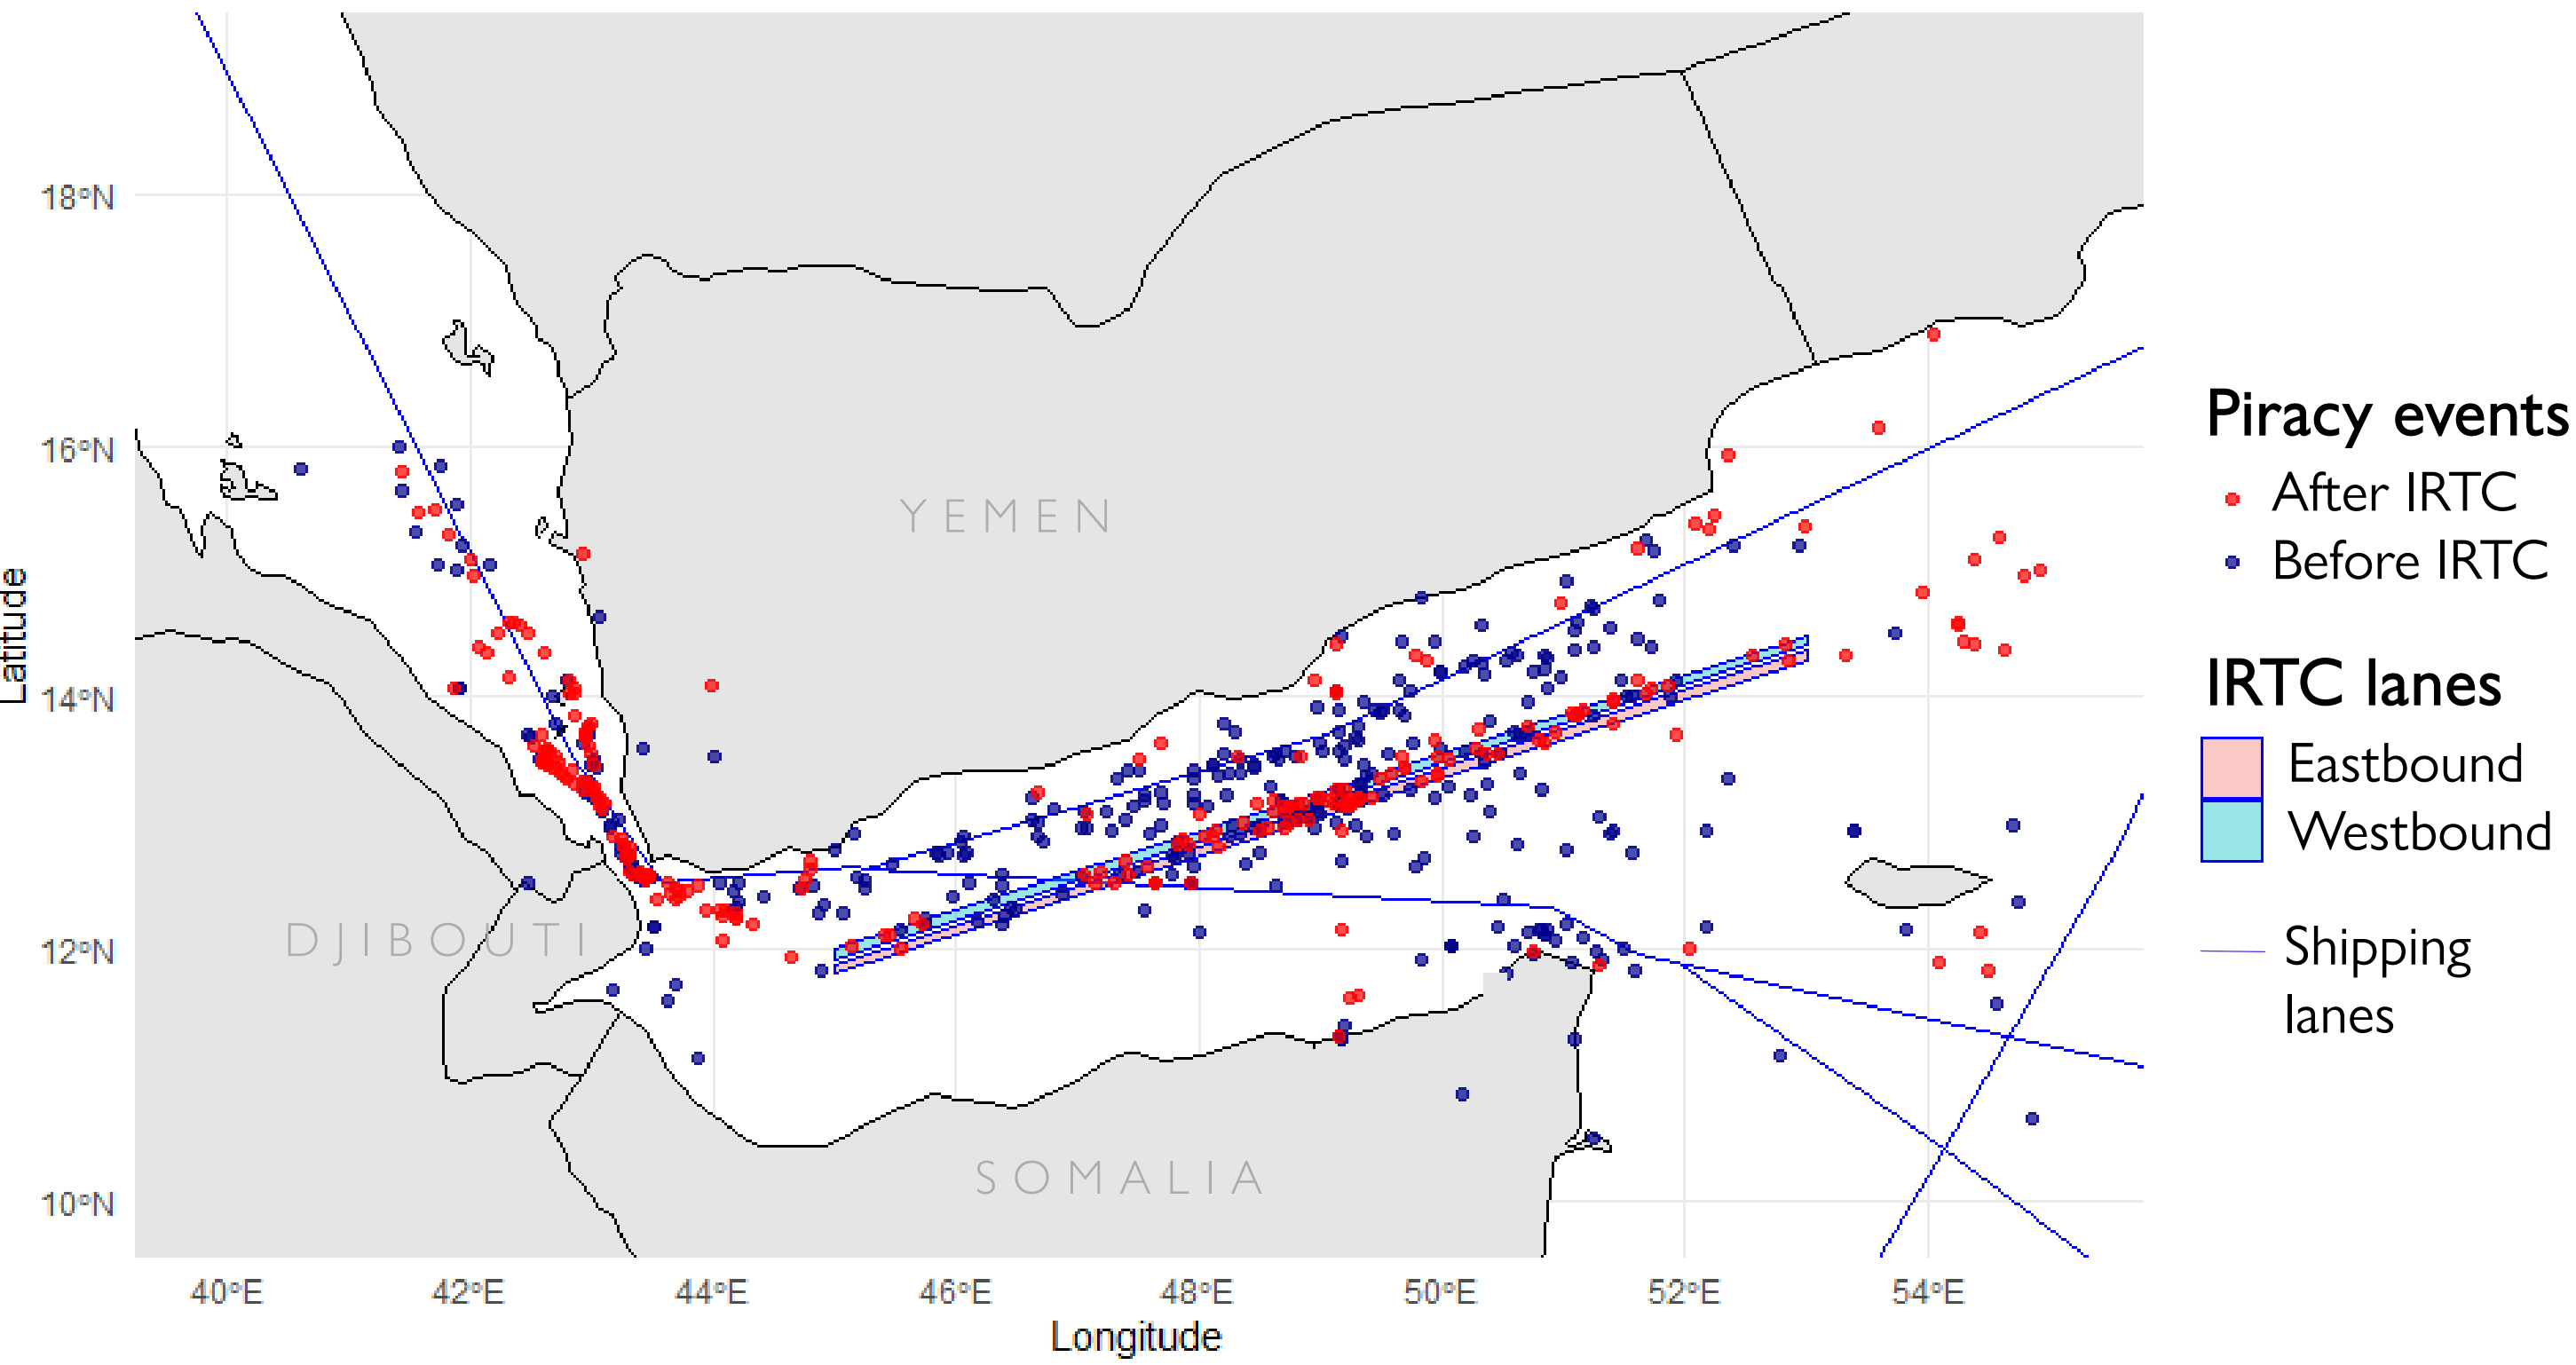 18°N
16°N
14°N
12°N
10°N
Latitude
YEMEN
DJIBOUTI
SOMALIA
40°E 42°E 44°E 46°E 48°E 50°E 52°E 54°E
Longitude
Piracy events
After IRTC
Before IRTC
IRTC lanes
Eastbound
Westbound
Shipping
lanes